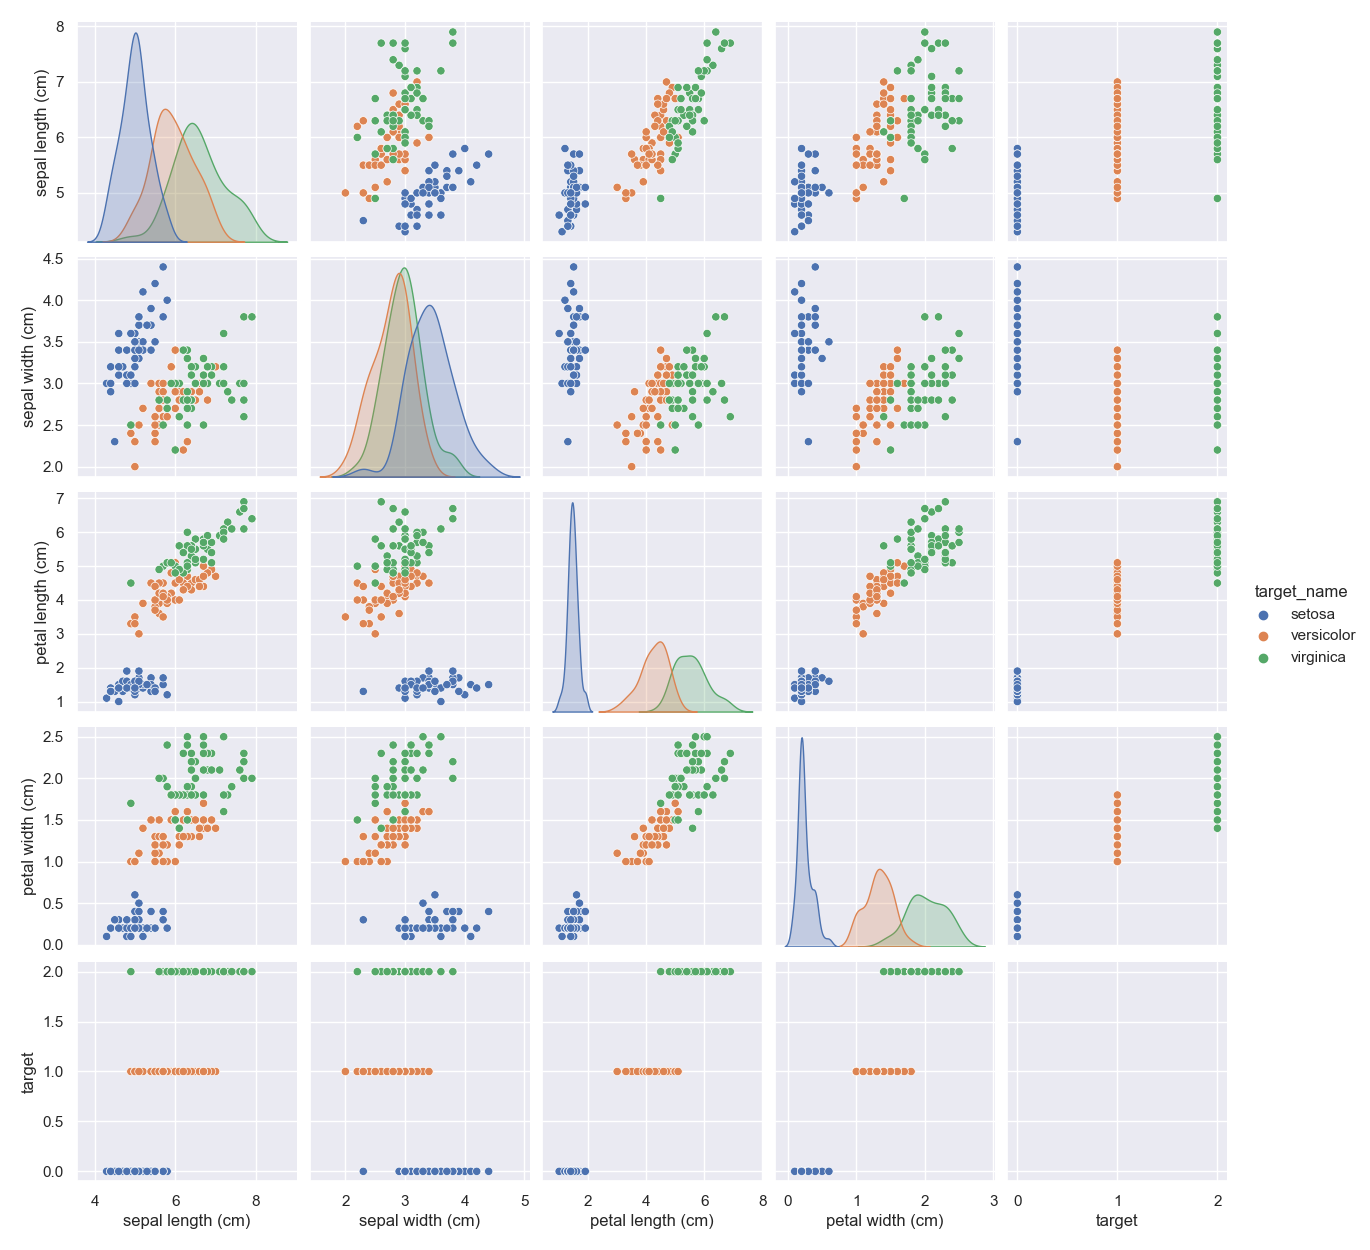 8
7
6
5
sepal length (cm)
4.5
4.0
3.5
3.0
2.5
2.0
sepal width (cm)
7
6
5
4
3
2
1
petal length (cm)
target_name
setosa
versicolor
virginica
2.5
2.0
1.5
1.0
0.5
0.0
petal width (cm)
2.0
1.5
1.0
0.5
0.0
target
4 6 8
2 3 4 5
2 4 6 8
0 1 2 3
0 1 2
sepal length (cm)
sepal width (cm)
petal length (cm)
petal width (cm)
target